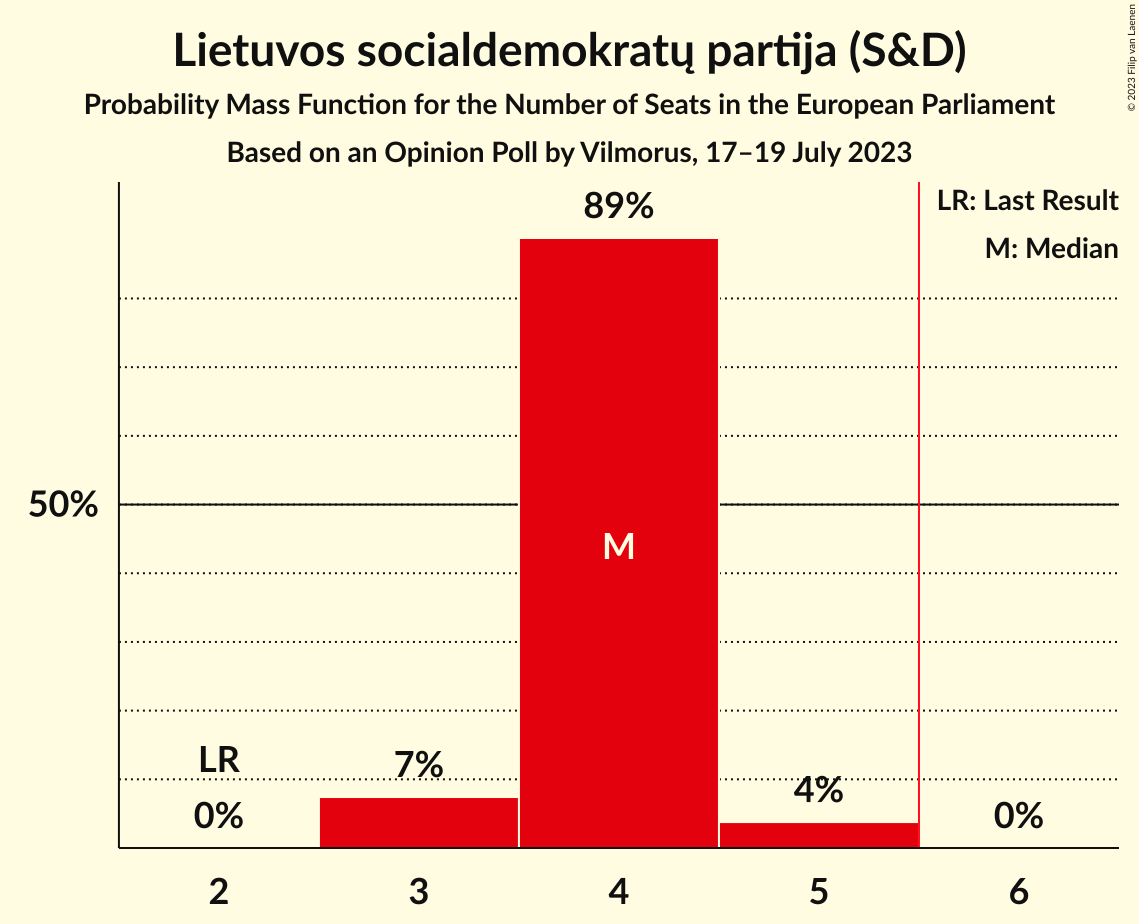 Lietuvos socialdemokratų partija (S&D)
Probability Mass Function for the Number of Seats in the European Parliament
Based on an Opinion Poll by Vilmorus, 17–19 July 2023
© 2023 Filip van Laenen
LR: Last Result
M: Median
89%
50%
M
LR
7%
4%
0%
0%
2 3 4 5 6